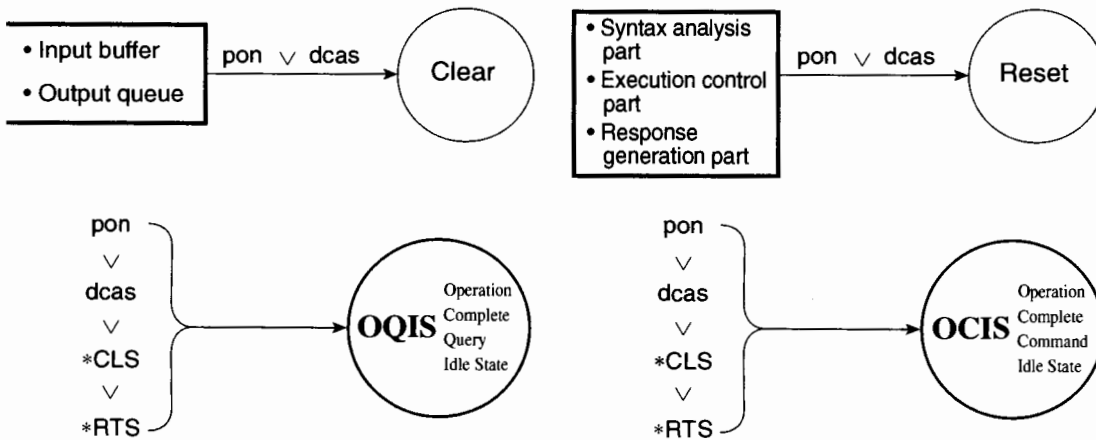 • Input buffer
• Output queue
pon ∨ dcas
Clear
• Syntax analysis
part
• Execution control
part
• Response
generation part
pon ∨ dcas
Reset
pon
∨
dcas
∨
*CLS
∨
*RTS
OQIS
Operation
Complete
Query
Idle State
pon
∨
dcas
∨
*CLS
∨
*RTS
OCIS
Operation
Complete
Command
Idle State